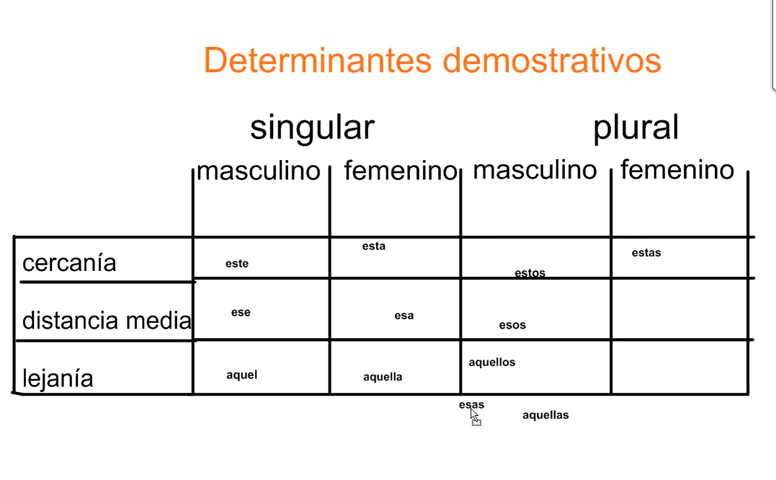 Determinantes demostrativos
singular plural
masculino femenino masculino femenino
cercanía este esta estos estas
distancia media ese esa esos
lejanía aquel aquella aquellos
esas aquellas